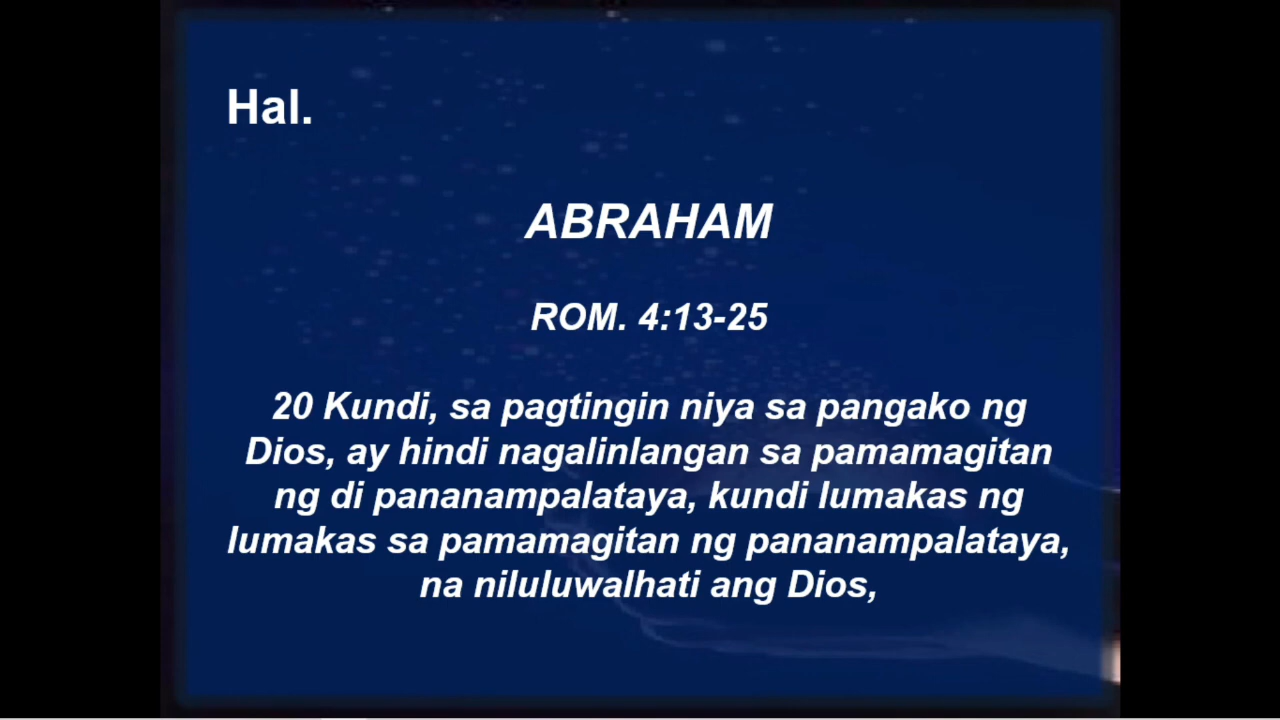 Hal.
ABRAHAM
ROM. 4:13-25
20 Kundi, sa pagtingin niya sa pangako ng
Dios, ay hindi nagalinlangan sa pamamagitan
ng di pananampalataya, kundi lumakas ng
lumakas sa pamamagitan ng pananampalataya,
na niluluwalhati ang Dios,